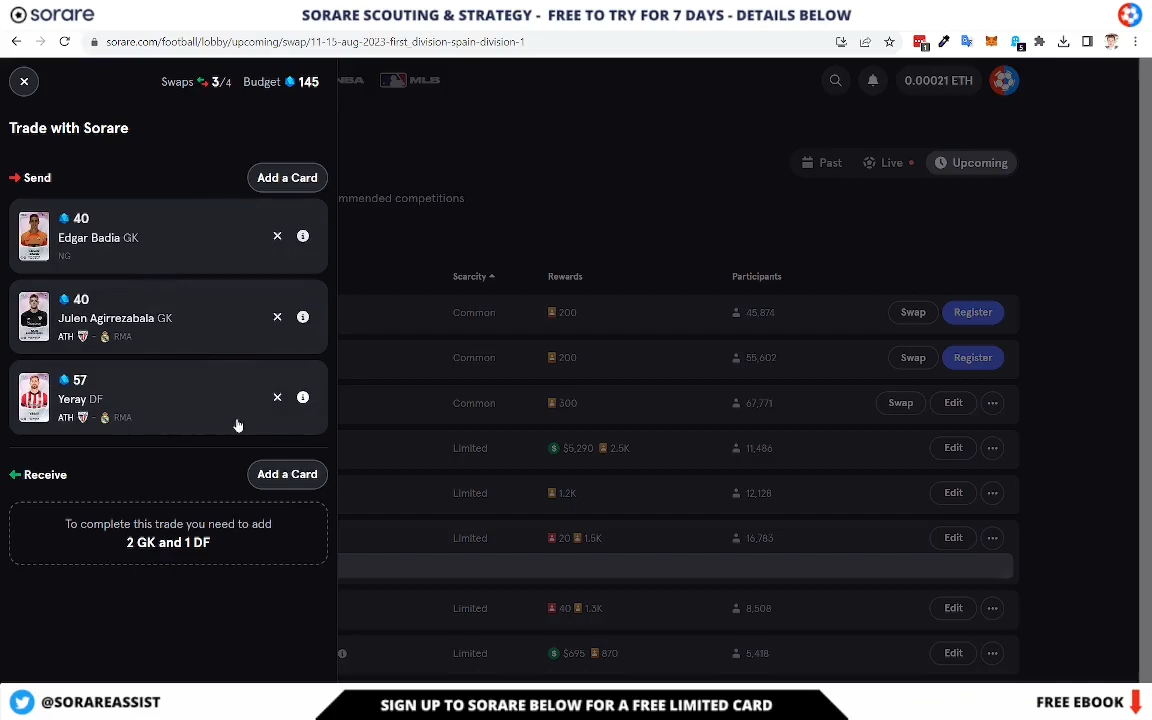 sorare
SORARE SCOUTING & STRATEGY - FREE TO TRY FOR 7 DAYS - DETAILS BELOW
sorare.com/football/lobby/upcoming/swap/11-15-aug-2023-first_division-spain-division-1
1
5
Swaps 3/4 Budget 145
NBA MLB
0.00021 ETH
Trade with Sorare
Past Live Upcoming
Send Add a Card
mmended competitions
40
Edgar Badia GK
NG
40
Julen Agirrezabala GK
ATH - RMA
57
Yeray DF
ATH - RMA
Receive Add a Card
To complete this trade you need to add
2 GK and 1 DF
Scarcity Rewards Participants
Common 200 45,874 Swap Register
Common 200 55,602 Swap Register
Common 300 67,771 Swap Edit
Limited $5,290 2.5K 11,486 Edit
Limited 1.2K 12,128 Edit
Limited 20 1.5K 16,783 Edit
Limited 40 1.3K 8,508 Edit
Limited $695 870 5,418 Edit
@SORAREASSIST
SIGN UP TO SORARE BELOW FOR A FREE LIMITED CARD
FREE EBOOK